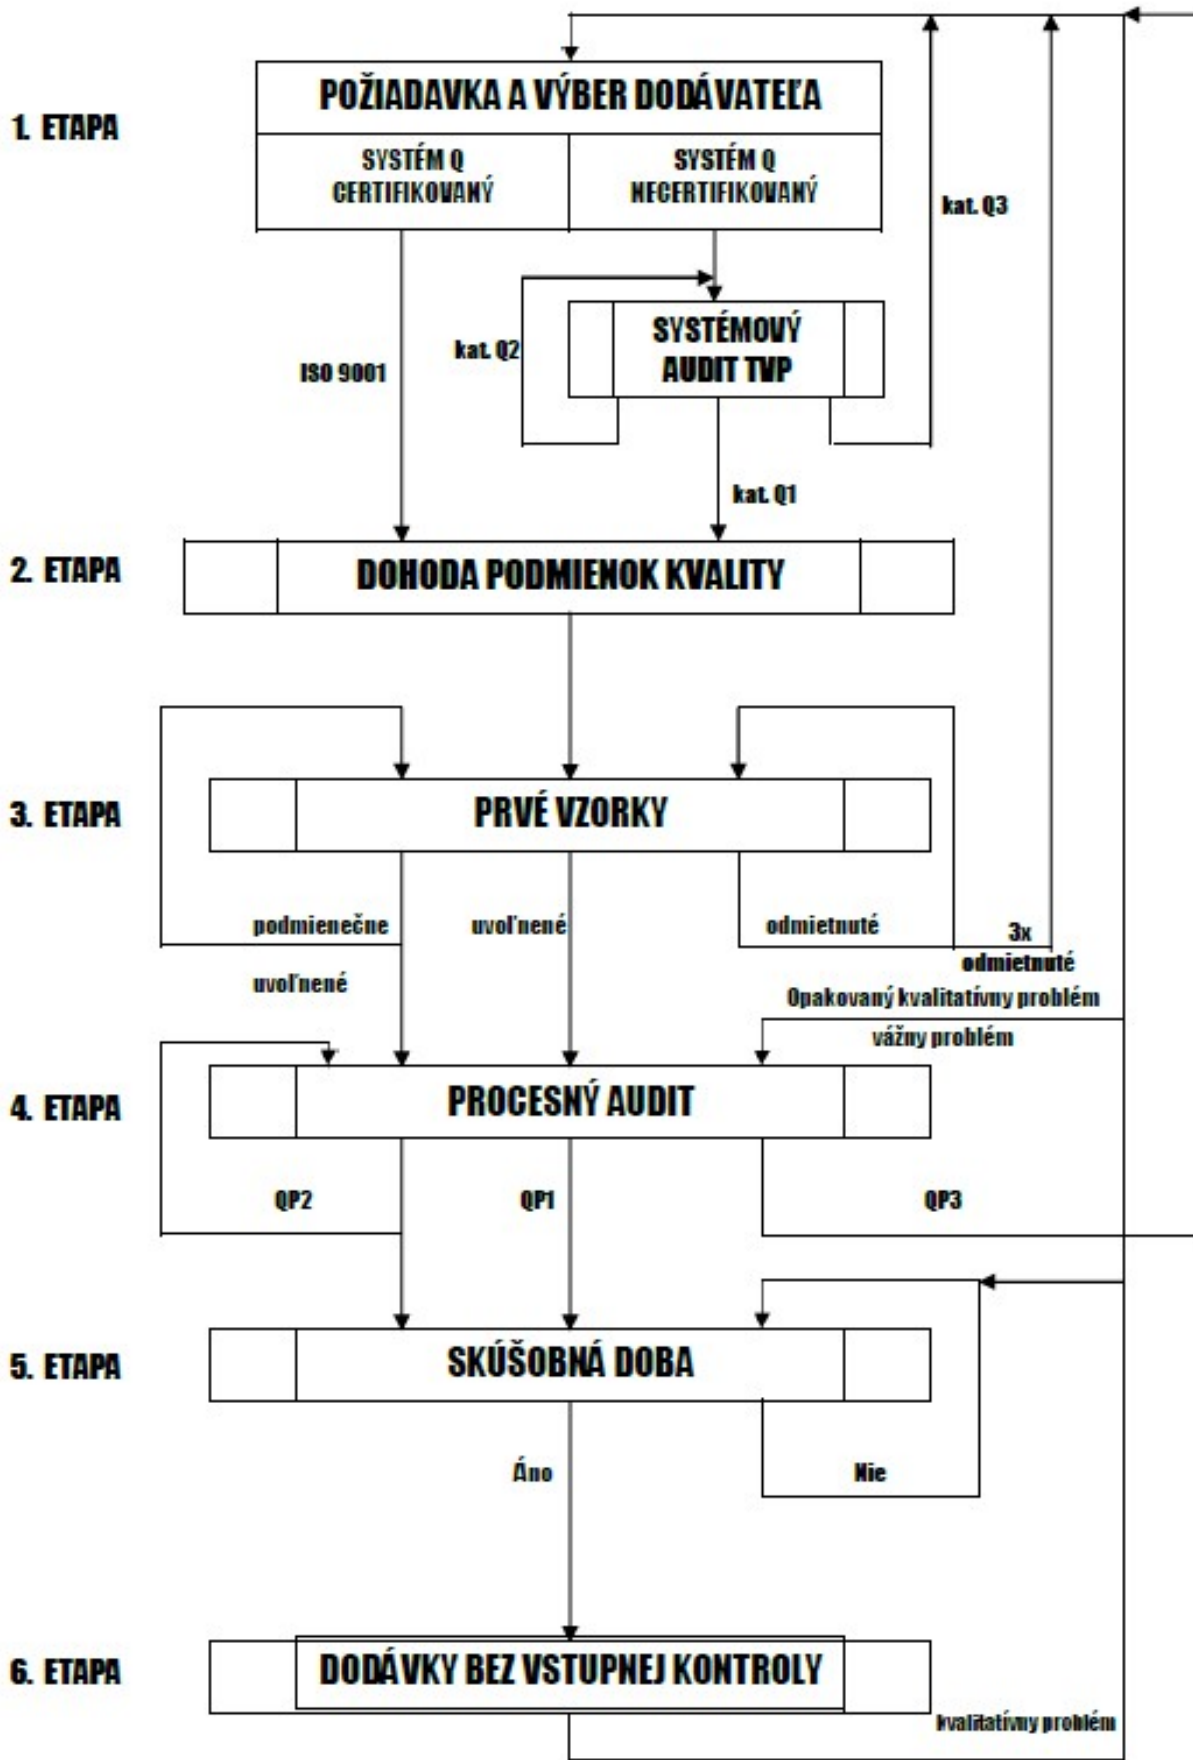 1. ETAPA
POŽIADAVKA A VÝBER DODÁVATEĽA
SYSTÉM Q
CERTIFIKOVANÝ
SYSTÉM Q
NECERTIFIKOVANÝ
kat. Q3
kat. Q2
SYSTÉMOVÝ
AUDIT TVP
ISO 9001
kat. Q1
2. ETAPA
DOHODA PODMIENOK KVALITY
3. ETAPA
PRVÉ VZORKY
podmienečne
uvoľnené
uvoľnené
odmietnuté
3x
odmietnuté
Opakovaný kvalitatívny problém
vážny problém
4. ETAPA
PROCESNÝ AUDIT
QP2
QP1
QP3
5. ETAPA
SKÚŠOBNÁ DOBA
Áno
Nie
6. ETAPA
DODÁVKY BEZ VSTUPNEJ KONTROLY
kvalitatívny problém